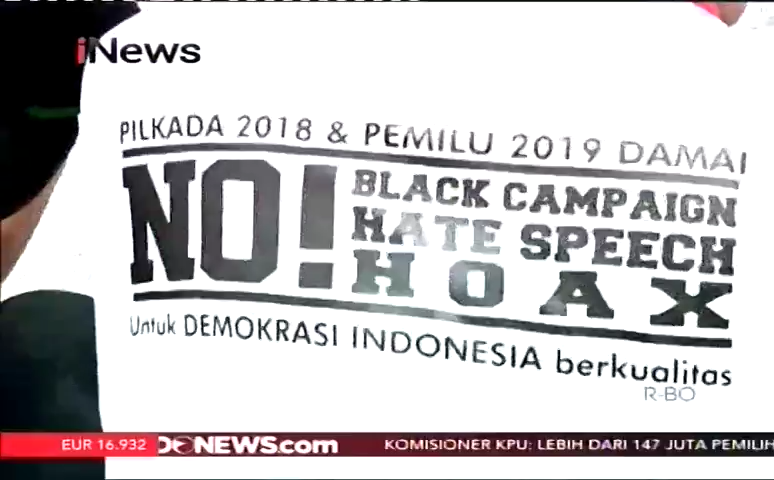 iNews
PILKADA 2018 & PEMILU 2019 DAMAI
NO!
BLACK CAMPAIGN
HATE SPEECH
HOAX
Untuk DEMOKRASI INDONESIA berkualitas
R-BO
EUR 16.932
NEWS.com
KOMISIONER KPU: LEBIH DARI 147 JUTA PEMILIH